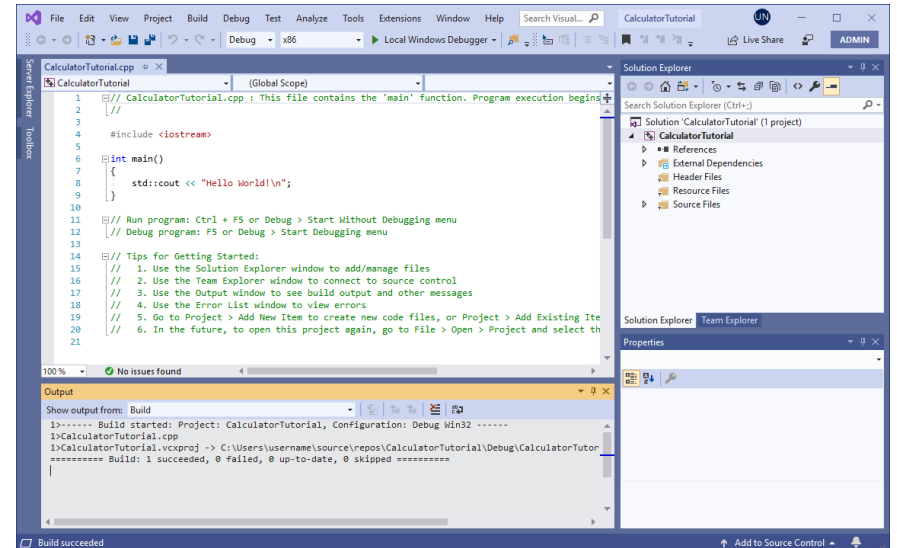 File Edit View Project Build Debug Test Analyze Tools Extensions Window Help Search Visual... CalculatorTutorial UN
Debug x86 Local Windows Debugger Live Share ADMIN
Server Explorer
Toolbox
CalculatorTutorial.cpp
CalculatorTutorial (Global Scope)
1 // CalculatorTutorial.cpp : This file contains the 'main' function. Program execution begins
2 //
3
4 #include <iostream>
5
6 int main()
7 {
8 std::cout << "Hello World!\n";
9 }
10
11 // Run program: Ctrl + F5 or Debug > Start Without Debugging menu
12 // Debug program: F5 or Debug > Start Debugging menu
13
14 // Tips for Getting Started:
15 // 1. Use the Solution Explorer window to add/manage files
16 // 2. Use the Team Explorer window to connect to source control
17 // 3. Use the Output window to see build output and other messages
18 // 4. Use the Error List window to view errors
19 // 5. Go to Project > Add New Item to create new code files, or Project > Add Existing Ite
20 // 6. In the future, to open this project again, go to File > Open > Project and select th
21
100 % No issues found
Output
Show output from: Build
1>------ Build started: Project: CalculatorTutorial, Configuration: Debug Win32 ------
1>CalculatorTutorial.cpp
1>CalculatorTutorial.vcxproj -> C:\Users\username\source\repos\CalculatorTutorial\Debug\CalculatorTutor
========== Build: 1 succeeded, 0 failed, 0 up-to-date, 0 skipped ==========
Solution Explorer
Search Solution Explorer (Ctrl+;)
Solution 'CalculatorTutorial' (1 project)
CalculatorTutorial
References
External Dependencies
Header Files
Resource Files
Source Files
Solution Explorer Team Explorer
Properties
Build succeeded Add to Source Control